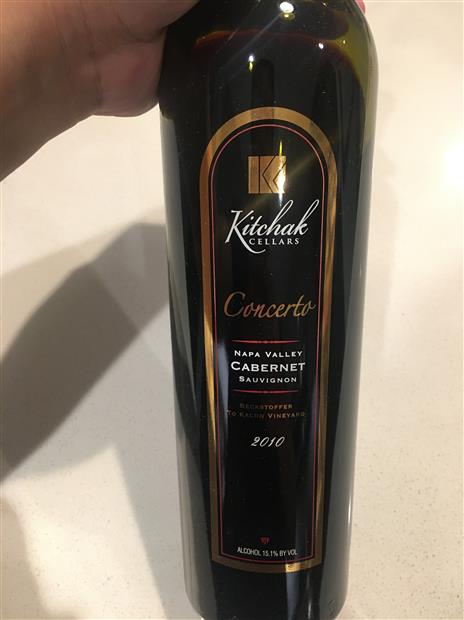 Kitchak
CELLARS
Concerto
NAPA VALLEY
CABERNET
SAUVIGNON
BECKSTOFFER
TO KALON VINEYARD
2010
ALCOHOL 15.1% BY VOL